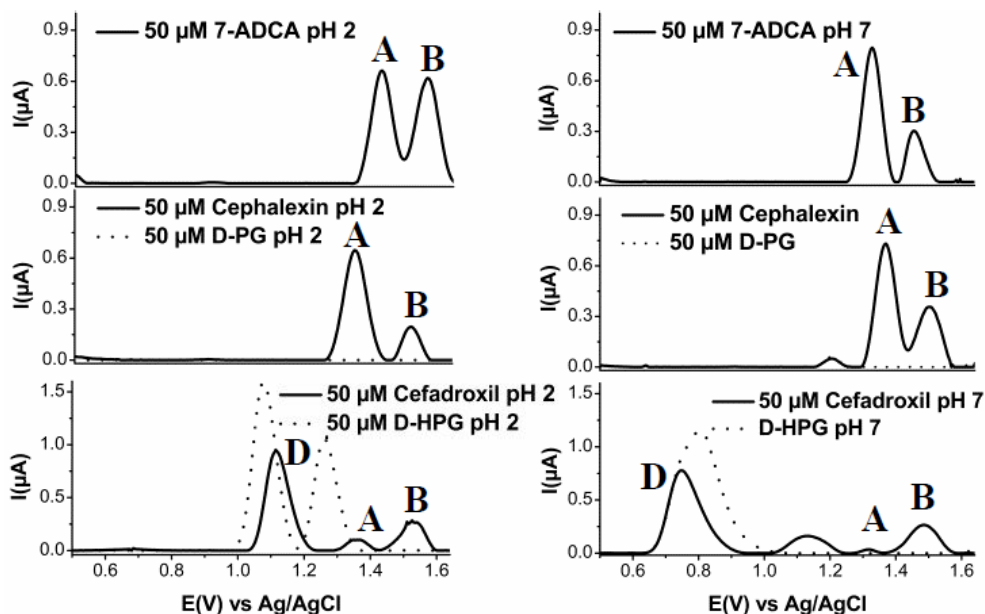 50 µM 7-ADCA pH 2
A
B
I(µA)
0.9
0.6
0.3
0.0
50 µM Cephalexin pH 2
50 µM D-PG pH 2
A
B
I(µA)
0.9
0.6
0.3
0.0
50 µM Cefadroxil pH 2
50 µM D-HPG pH 2
D
A
B
I(µA)
1.5
1.0
0.5
0.0
0.6 0.8 1.0 1.2 1.4 1.6
E(V) vs Ag/AgCl
50 µM 7-ADCA pH 7
A
B
I(µA)
0.9
0.6
0.3
0.0
50 µM Cephalexin
50 µM D-PG
A
B
I(µA)
0.9
0.6
0.3
0.0
50 µM Cefadroxil pH 7
D-HPG pH 7
D
A
B
I(µA)
1.5
1.0
0.5
0.0
0.6 0.8 1.0 1.2 1.4 1.6
E(V) vs Ag/AgCl